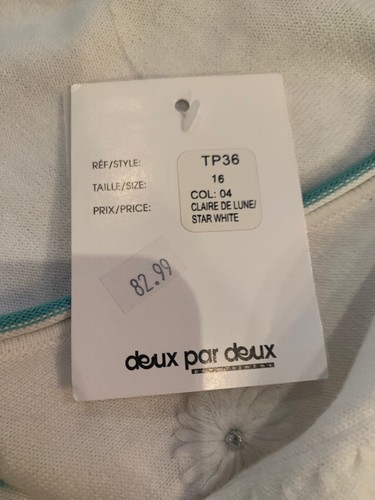 RÉF/STYLE: TP36
TAILLE/SIZE: 16
COL: 04
PRIX/PRICE: CLAIRE DE LUNE/
STAR WHITE
82.99
deux par deux